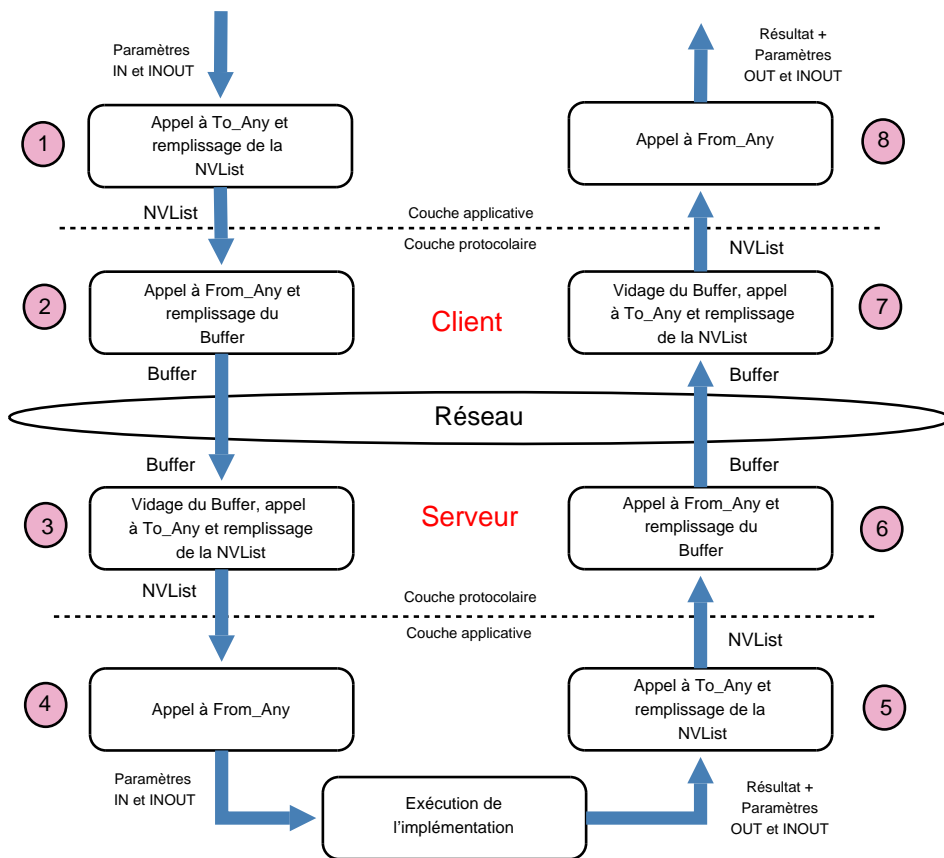 Paramètres
IN et INOUT
Résultat +
Paramètres
OUT et INOUT
1
Appel à To_Any et
remplissage de la
NVList
Appel à From_Any
8
NVList
Couche applicative
Couche protocolaire
NVList
2
Appel à From_Any et
remplissage du
Buffer
Client
Vidage du Buffer, appel
à To_Any et remplissage
de la NVList
7
Buffer
Buffer
Réseau
Buffer
Buffer
3
Vidage du Buffer, appel
à To_Any et remplissage
de la NVList
Serveur
Appel à From_Any et
remplissage du
Buffer
6
NVList
Couche protocolaire
Couche applicative
NVList
4
Appel à From_Any
Appel à To_Any et
remplissage de la
NVList
5
Paramètres
IN et INOUT
Exécution de
l'implémentation
Résultat +
Paramètres
OUT et INOUT